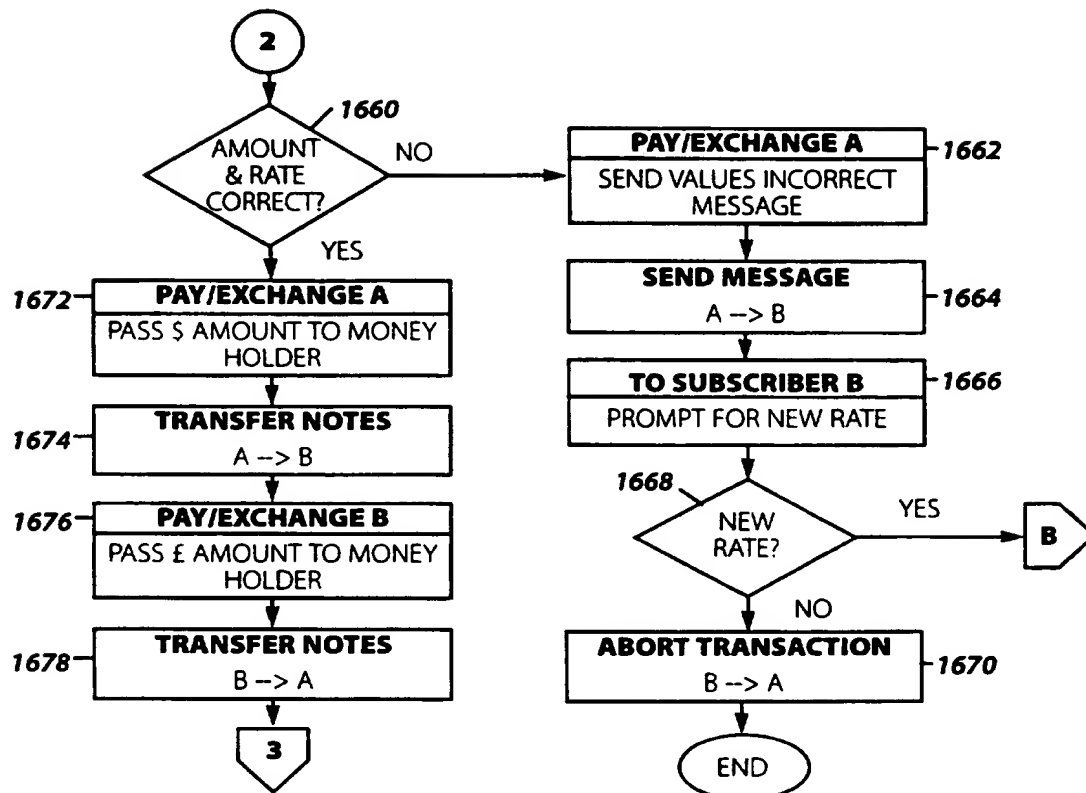 2
1660
AMOUNT
& RATE
CORRECT?
NO
YES
1672
PAY/EXCHANGE A
PASS $ AMOUNT TO MONEY
HOLDER
1674
TRANSFER NOTES
A --> B
1676
PAY/EXCHANGE B
PASS £ AMOUNT TO MONEY
HOLDER
1678
TRANSFER NOTES
B --> A
3
PAY/EXCHANGE A
1662
SEND VALUES INCORRECT
MESSAGE
SEND MESSAGE
1664
A --> B
TO SUBSCRIBER B
1666
PROMPT FOR NEW RATE
1668
NEW
RATE?
YES
B
NO
ABORT TRANSACTION
1670
B --> A
END